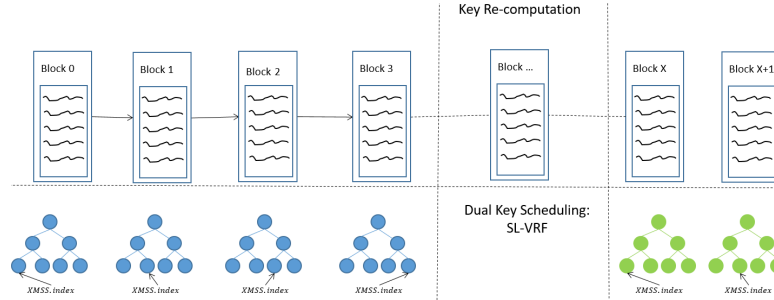 Key Re-computation
Block 0
Block 1
Block 2
Block 3
Block ...
Block X
Block X+1
Dual Key Scheduling:
SL-VRF
XMSS.index
XMSS.index
XMSS.index
XMSS.index
XMSS.index
XMSS.index